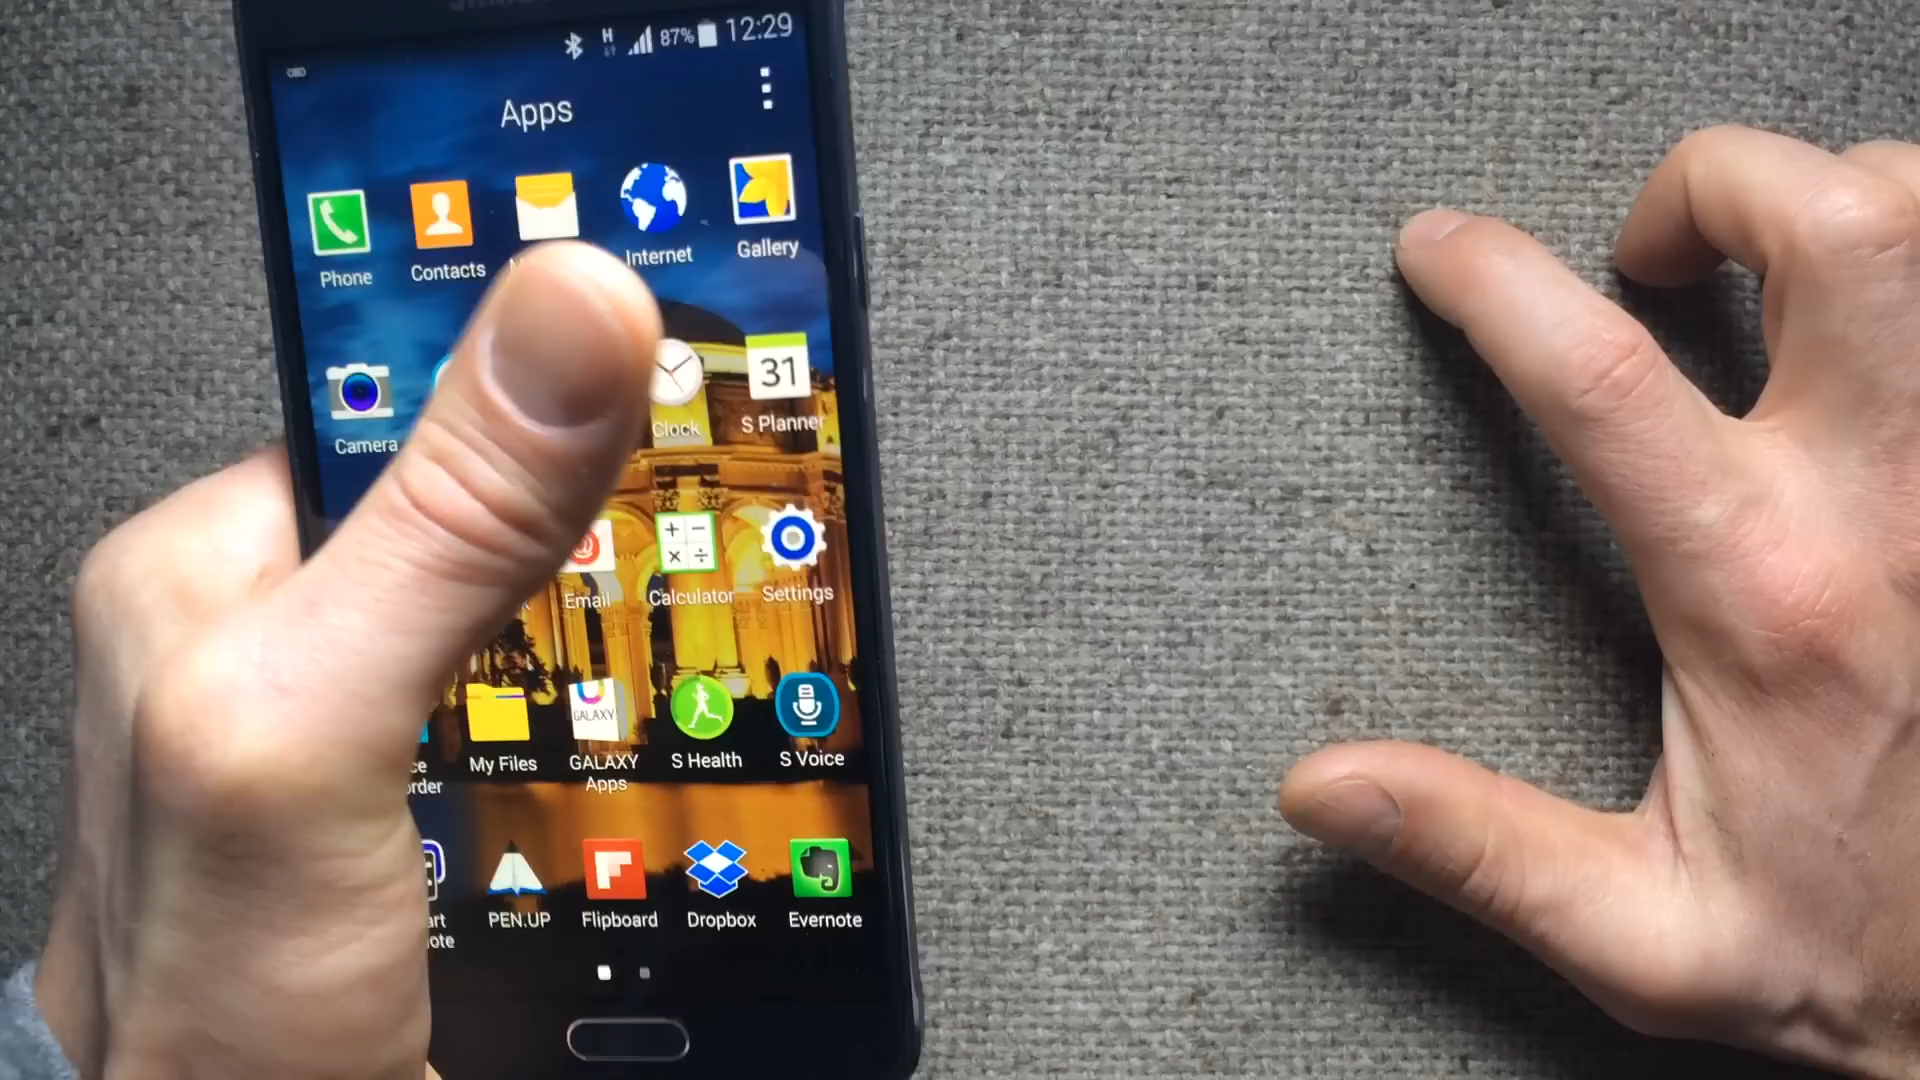 H 87% 12:29
Apps
Phone Contacts Internet Gallery
Camera Clock S Planner
31
Email Calculator Settings
GALAXY
My Files GALAXY Apps S Health S Voice
PEN.UP Flipboard Dropbox Evernote